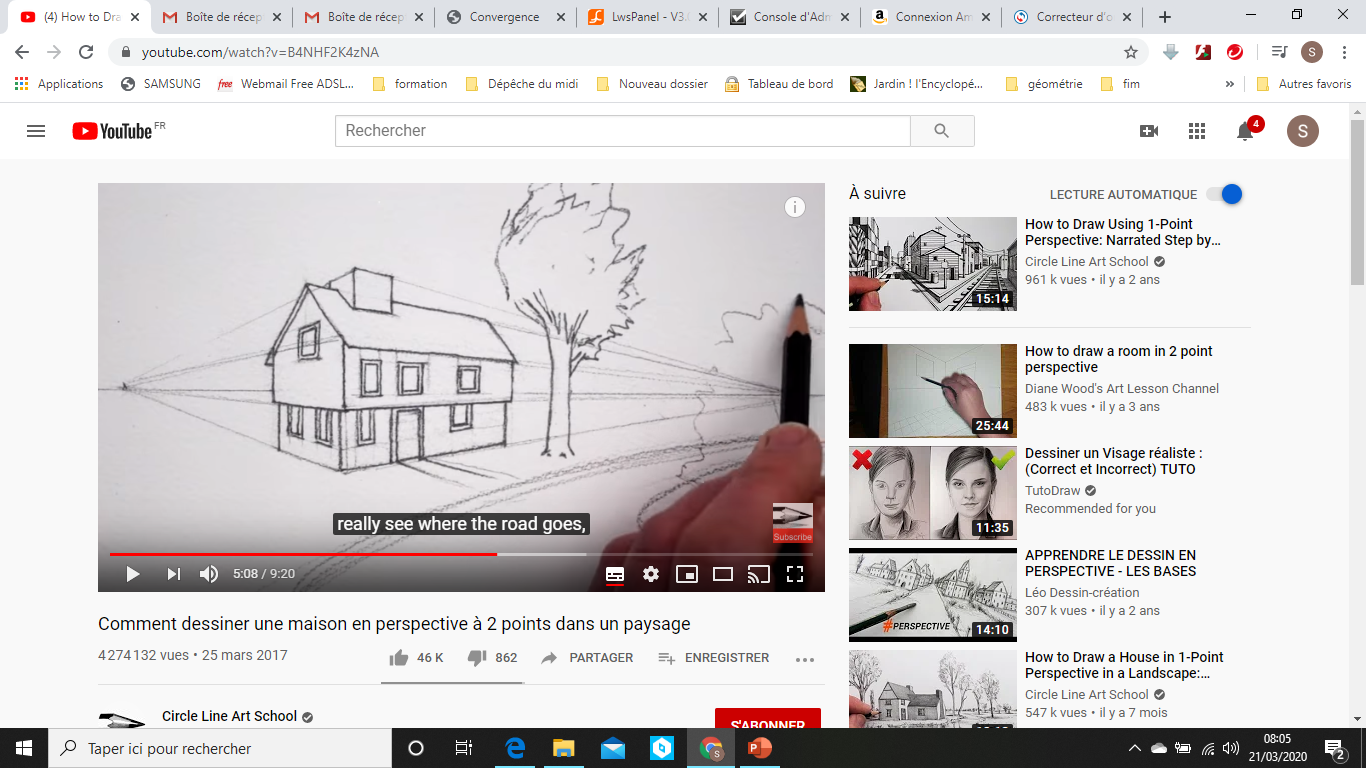 (4) How to Dra
Boîte de récep
Boîte de récep
Convergence
LwsPanel - V3.
Console d'Adm
Connexion Am
Correcteur d'o
youtube.com/watch?v=B4NHF2K4zNA
S
Applications
SAMSUNG
free
Webmail Free ADSL...
formation
Dépêche du midi
Nouveau dossier
Tableau de bord
Jardin ! l'Encyclopé...
géométrie
fim
»
Autres favoris
YouTube FR
Rechercher
4
S
À suivre
LECTURE AUTOMATIQUE
How to Draw Using 1-Point
Perspective: Narrated Step by...
Circle Line Art School
961 k vues • il y a 2 ans
15:14
How to draw a room in 2 point
perspective
Diane Wood's Art Lesson Channel
483 k vues • il y a 3 ans
25:44
Dessiner un Visage réaliste :
(Correct et Incorrect) TUTO
TutoDraw
Recommended for you
11:35
APPRENDRE LE DESSIN EN
PERSPECTIVE - LES BASES
Léo Dessin-création
307 k vues • il y a 2 ans
#PERSPECTIVE
14:10
How to Draw a House in 1-Point
Perspective in a Landscape:...
Circle Line Art School
547 k vues • il y a 7 mois
really see where the road goes,
Subscribe
5:08 / 9:20
Comment dessiner une maison en perspective à 2 points dans un paysage
4 274 132 vues • 25 mars 2017
46 K
862
PARTAGER
ENREGISTRER
Circle Line Art School
S'ABONNER
Taper ici pour rechercher
S
08:05
21/03/2020
2